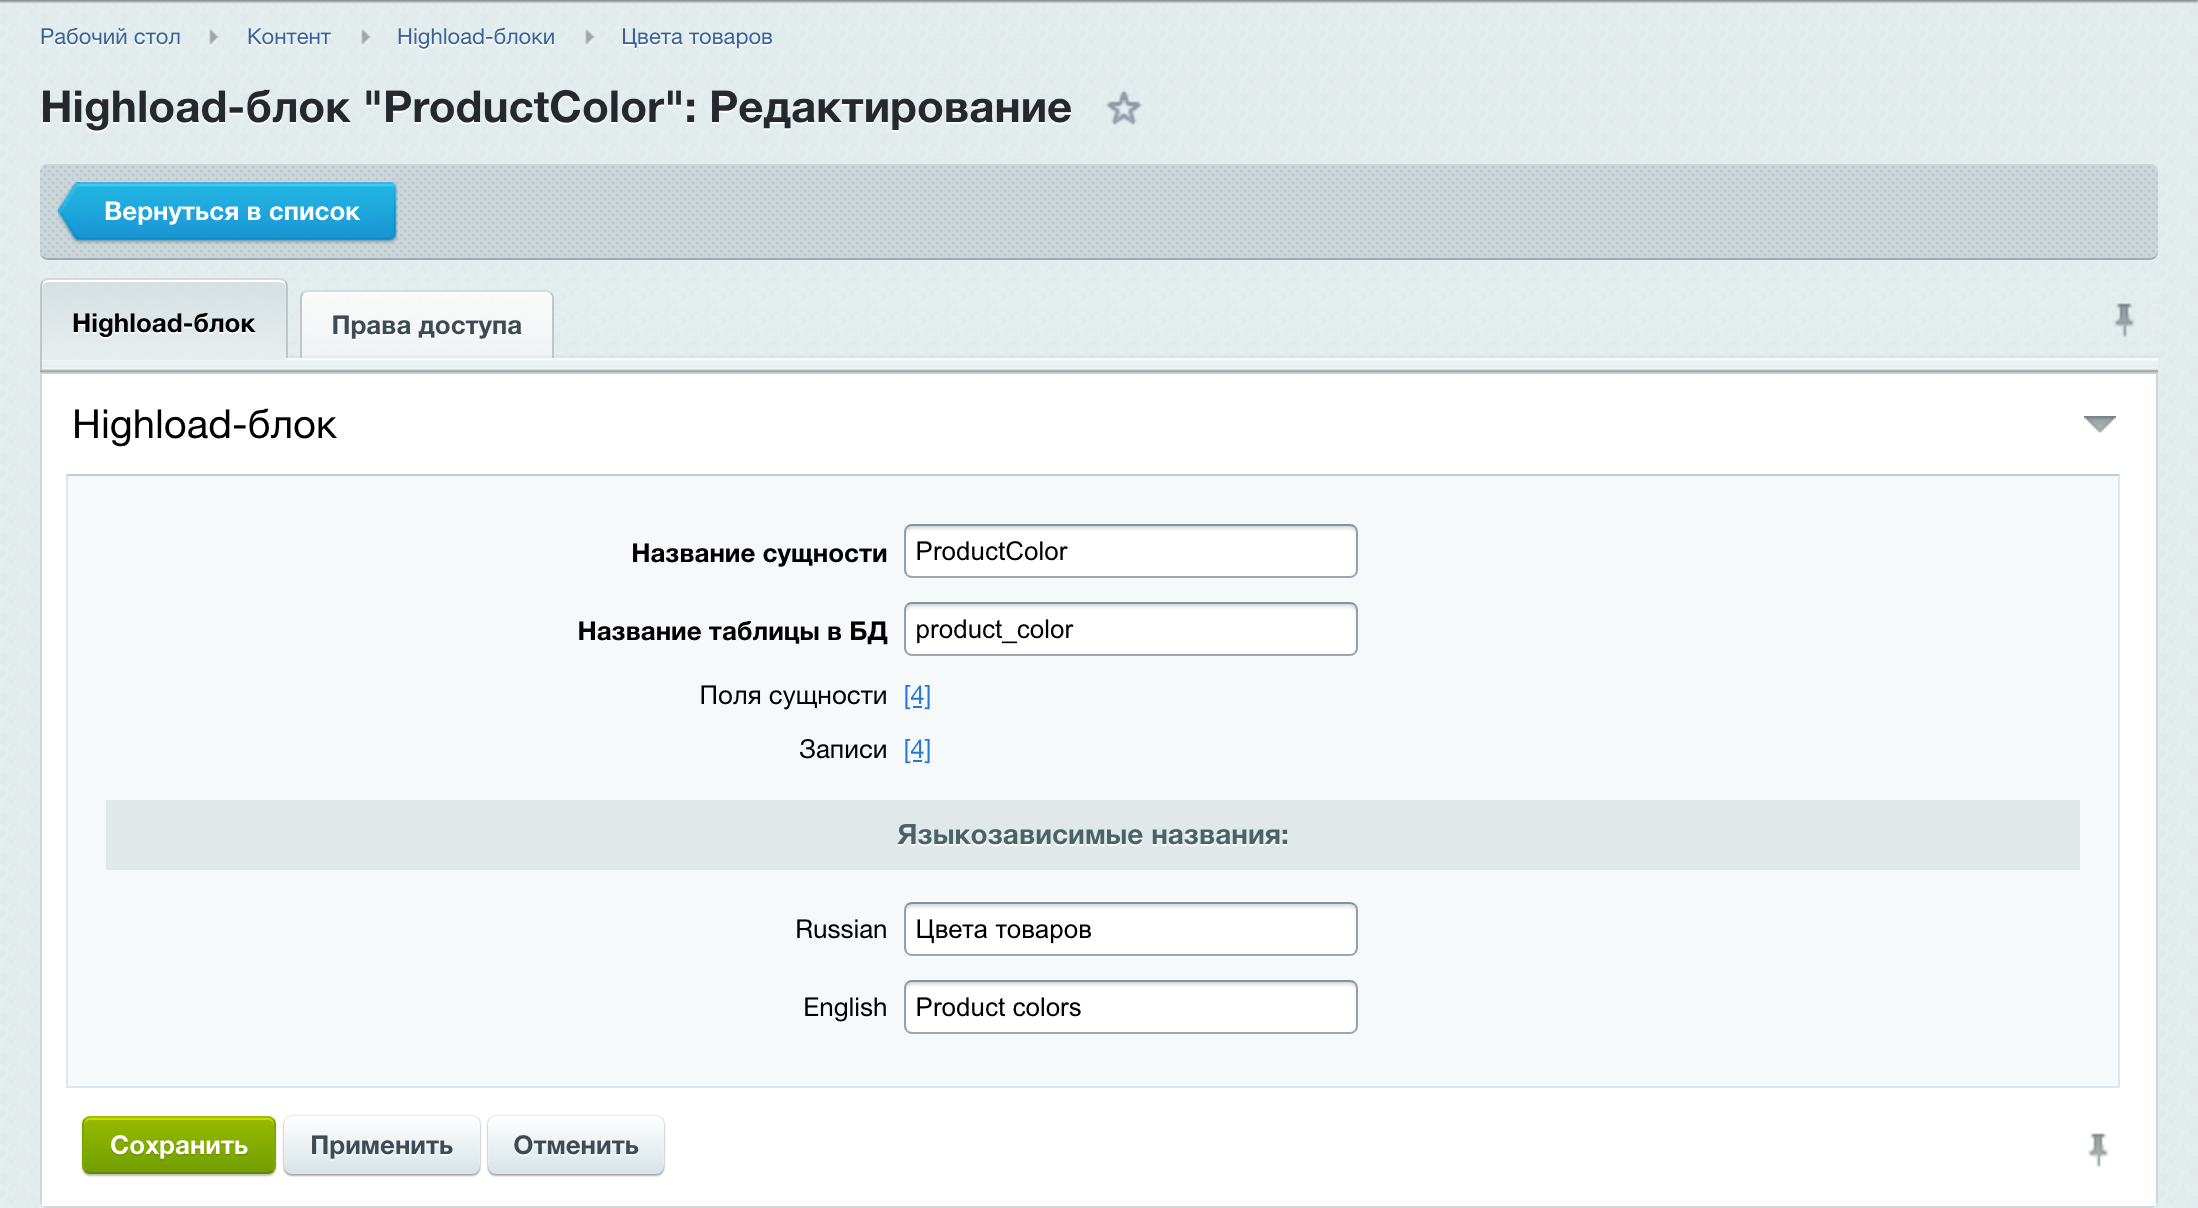 Рабочий стол Контент Highload-блоки Цвета товаров
Highload-блок "ProductColor": Редактирование
Вернуться в список
Highload-блок Права доступа
Highload-блок
Название сущности ProductColor
Название таблицы в БД product_color
Поля сущности [4]
Записи [4]
Языкозависимые названия:
Russian Цвета товаров
English Product colors
Сохранить Применить Отменить